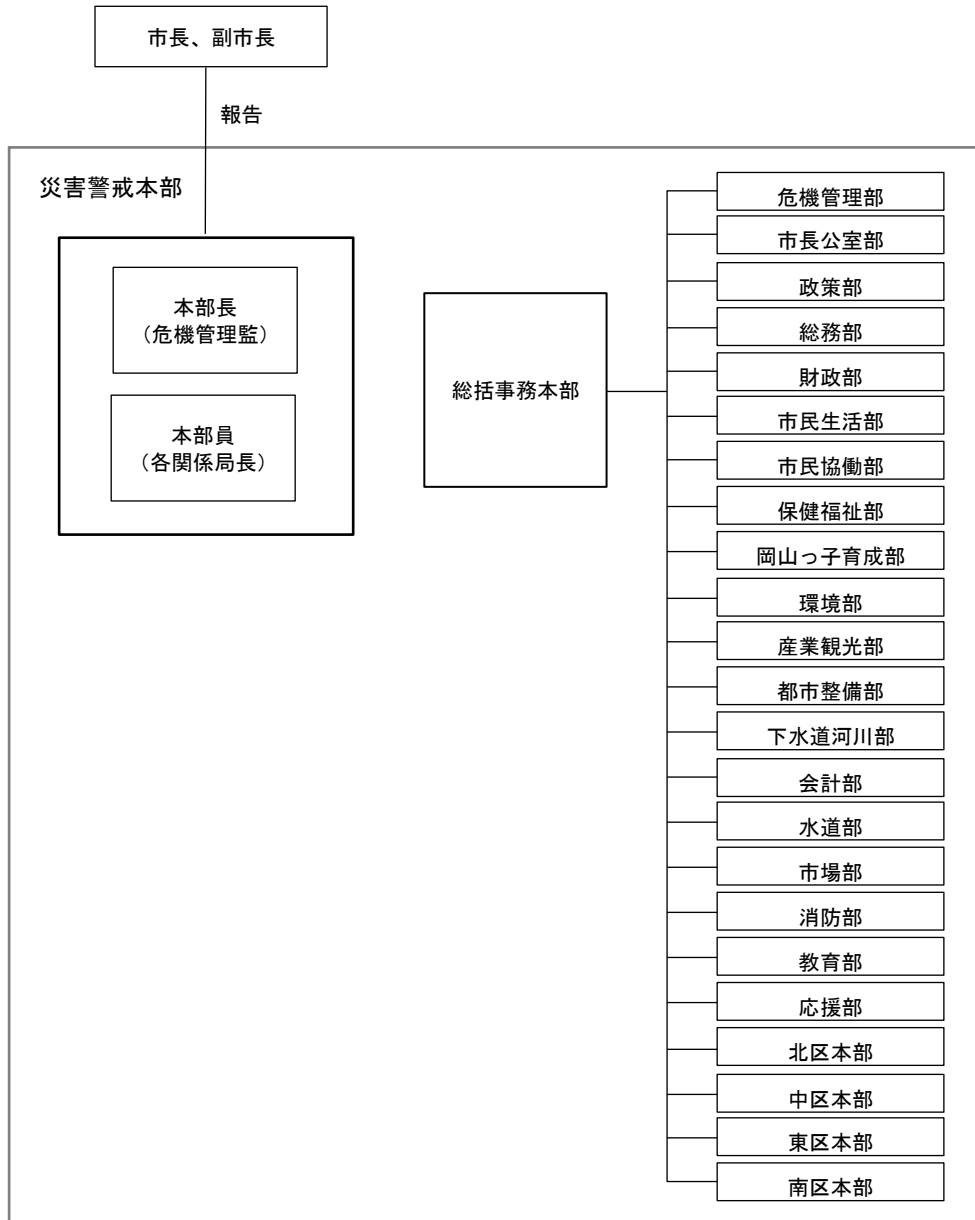 市長、副市長
報告
災害警戒本部
本部長
（危機管理監）
本部員
（各関係局長）
総括事務本部
危機管理部
市長公室部
政策部
総務部
財政部
市民生活部
市民協働部
保健福祉部
岡山っ子育成部
環境部
産業観光部
都市整備部
下水道河川部
会計部
水道部
市場部
消防部
教育部
応援部
北区本部
中区本部
東区本部
南区本部